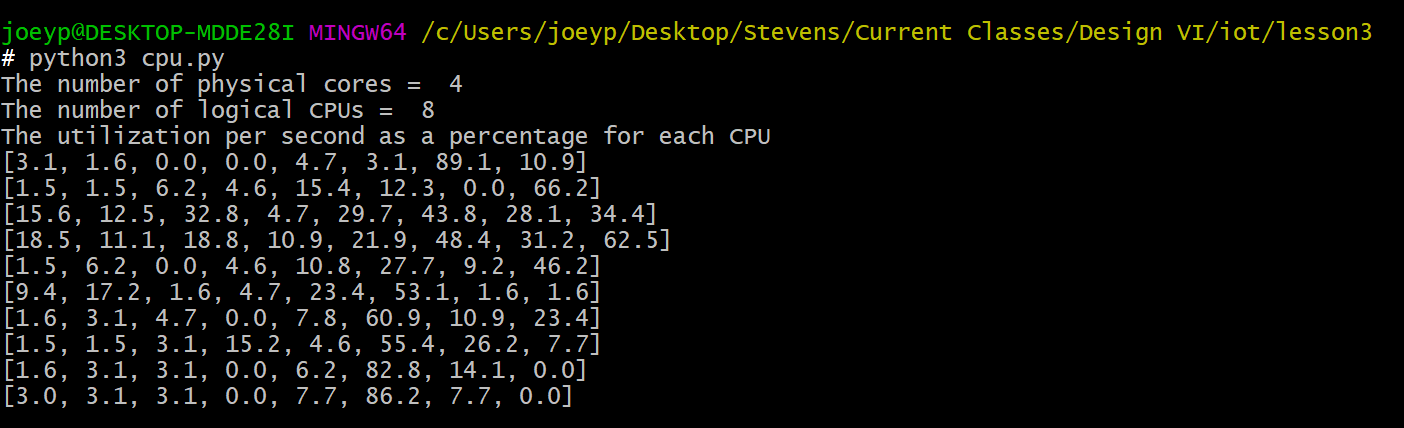 joeyp@DESKTOP-MDDE28I MINGW64 /c/Users/joeyp/Desktop/Stevens/Current Classes/Design VI/iot/lesson3
# python3 cpu.py
The number of physical cores =  4
The number of logical CPUs =  8
The utilization per second as a percentage for each CPU
[3.1, 1.6, 0.0, 0.0, 4.7, 3.1, 89.1, 10.9]
[1.5, 1.5, 6.2, 4.6, 15.4, 12.3, 0.0, 66.2]
[15.6, 12.5, 32.8, 4.7, 29.7, 43.8, 28.1, 34.4]
[18.5, 11.1, 18.8, 10.9, 21.9, 48.4, 31.2, 62.5]
[1.5, 6.2, 0.0, 4.6, 10.8, 27.7, 9.2, 46.2]
[9.4, 17.2, 1.6, 4.7, 23.4, 53.1, 1.6, 1.6]
[1.6, 3.1, 4.7, 0.0, 7.8, 60.9, 10.9, 23.4]
[1.5, 1.5, 3.1, 15.2, 4.6, 55.4, 26.2, 7.7]
[1.6, 3.1, 3.1, 0.0, 6.2, 82.8, 14.1, 0.0]
[3.0, 3.1, 3.1, 0.0, 7.7, 86.2, 7.7, 0.0]